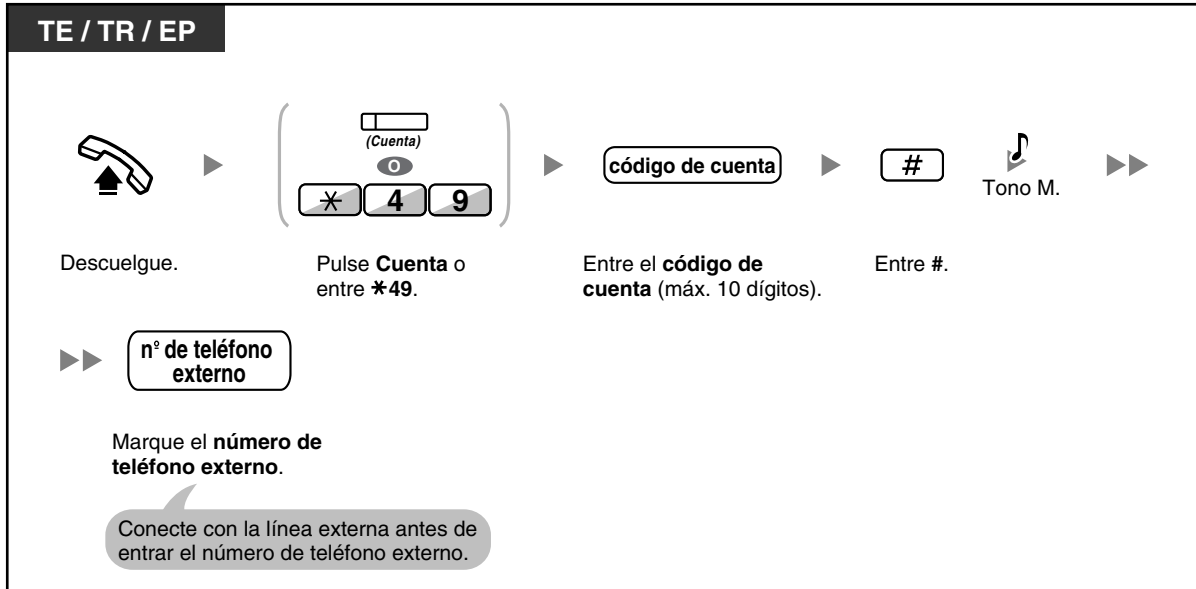 TE / TR / EP
(Cuenta)
O
* 4 9
código de cuenta
#
Tono M.
Descuelgue.
Pulse Cuenta o
entre *49.
Entre el código de
cuenta (máx. 10 dígitos).
Entre #.
nº de teléfono
externo
Marque el número de
teléfono externo.
Conecte con la línea externa antes de
entrar el número de teléfono externo.